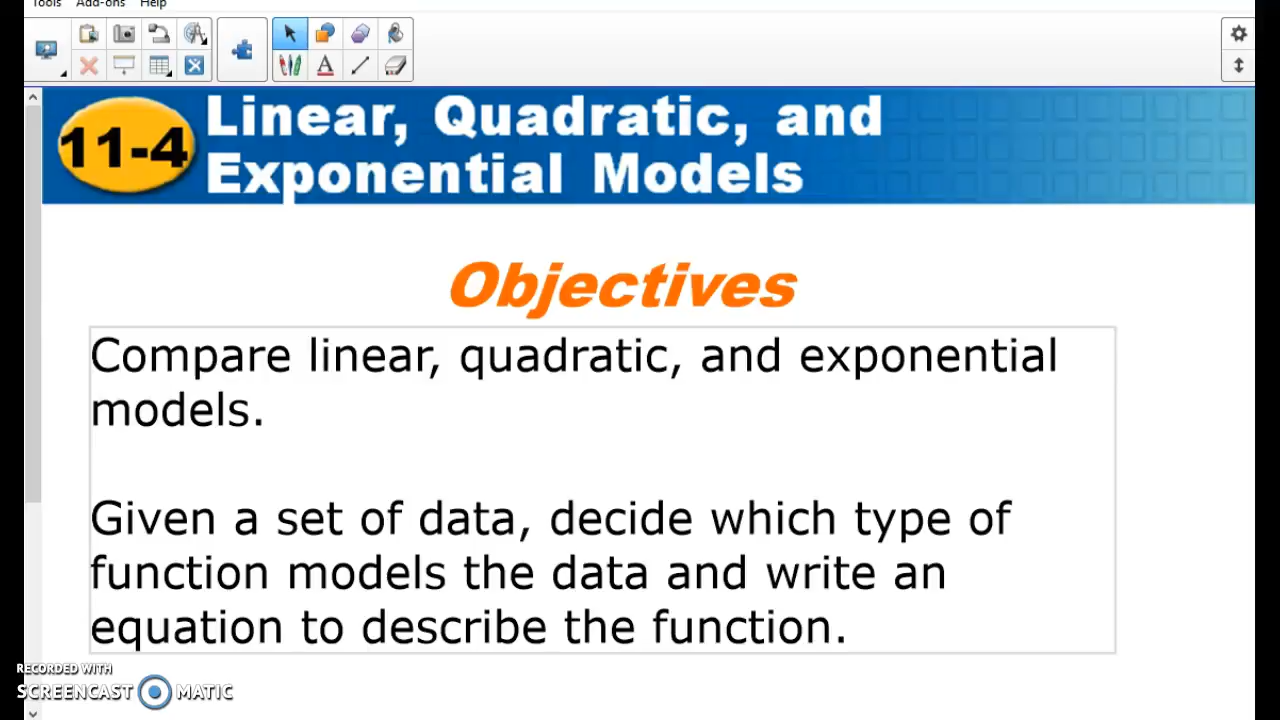 Tools Add-ons Help
11-4
Linear, Quadratic, and
Exponential Models
Objectives
Compare linear, quadratic, and exponential
models.
Given a set of data, decide which type of
function models the data and write an
equation to describe the function.
RECORDED WITH
SCREENCAST MATIC